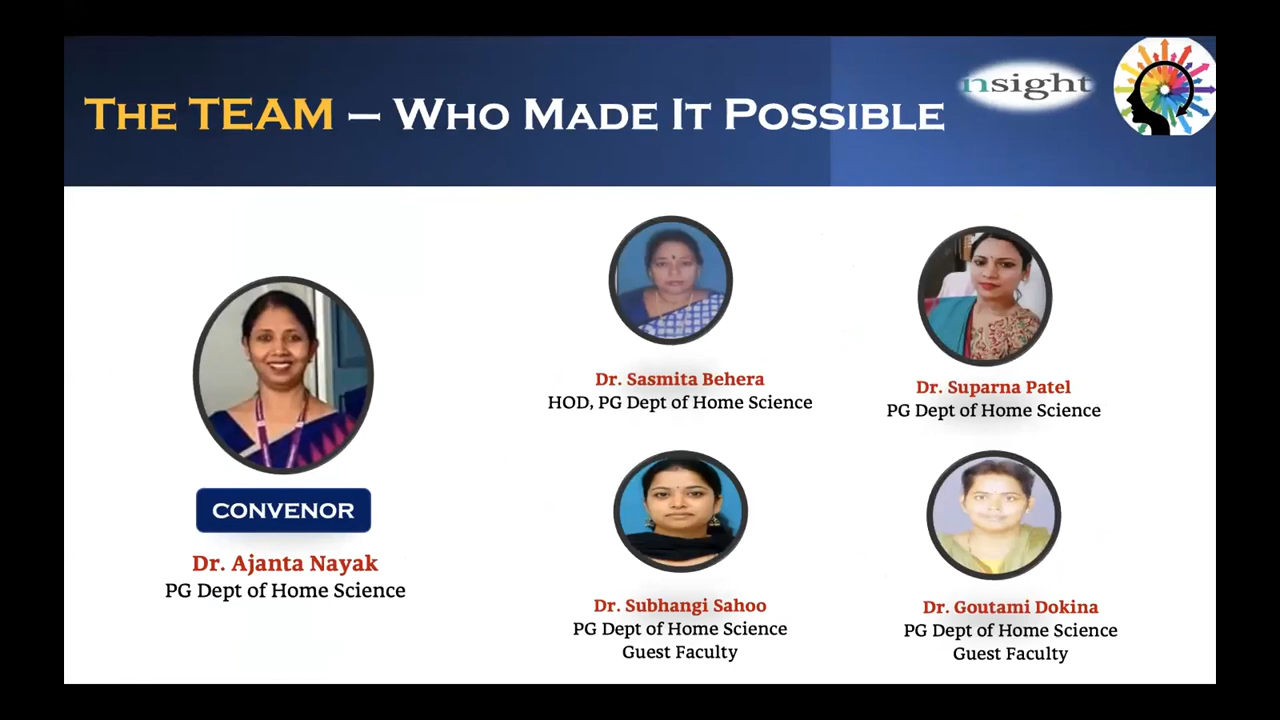 THE TEAM – WHO MADE IT POSSIBLE
nsight
CONVENOR
Dr. Ajanta Nayak
PG Dept of Home Science
Dr. Sasmita Behera
HOD, PG Dept of Home Science
Dr. Suparna Patel
PG Dept of Home Science
Dr. Subhangi Sahoo
PG Dept of Home Science
Guest Faculty
Dr. Goutami Dokina
PG Dept of Home Science
Guest Faculty